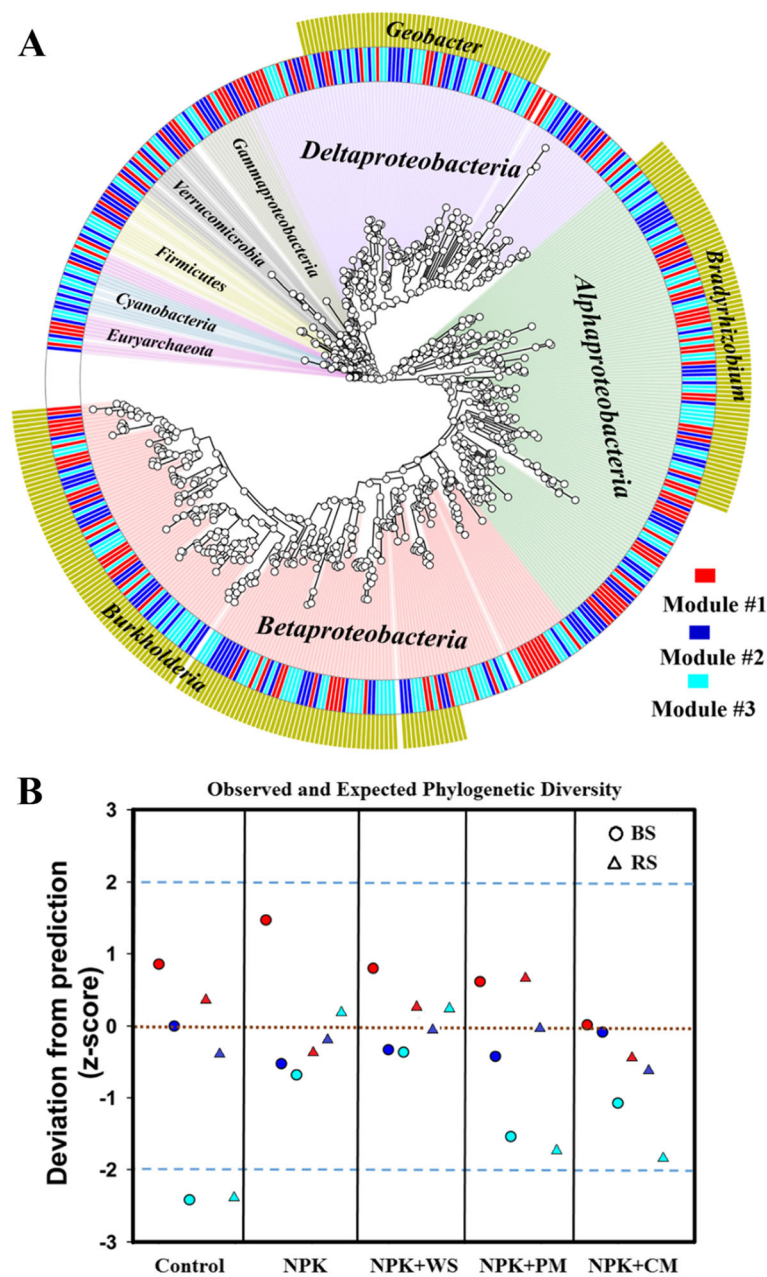 A
Geobacter
Deltaproteobacteria
Gammaproteobacteria
Verrucomicrobia
Firmicutes
Cyanobacteria
Euryarchaeota
Alphaproteobacteria
Bradyrhizobium
Betaproteobacteria
Burkholderia
Module #1
Module #2
Module #3
B
Observed and Expected Phylogenetic Diversity
Deviation from prediction
(z-score)
3
2
1
0
-1
-2
-3
BS
RS
Control NPK NPK+WS NPK+PM NPK+CM